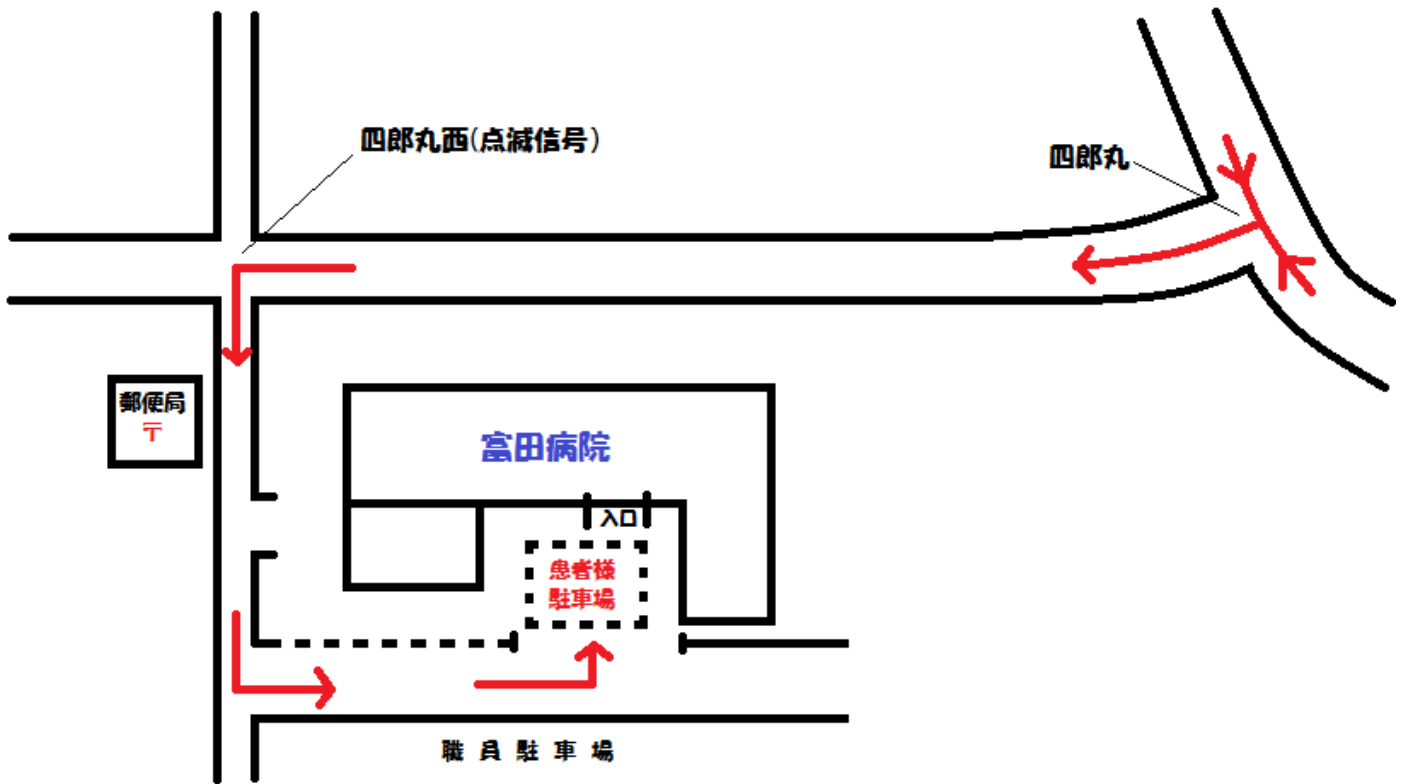 四郎丸西(点滅信号)
四郎丸
郵便局
〒
富田病院
入口
患者様
駐車場
職員駐車場